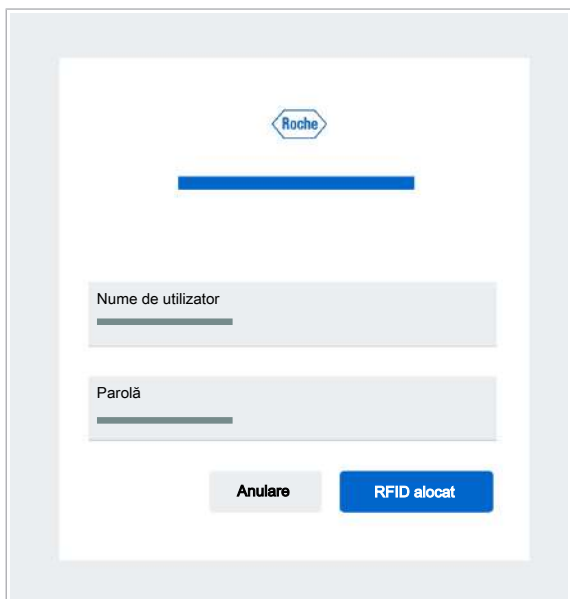 Roche
Nume de utilizator
Parolă
Anulare
RFID alocat